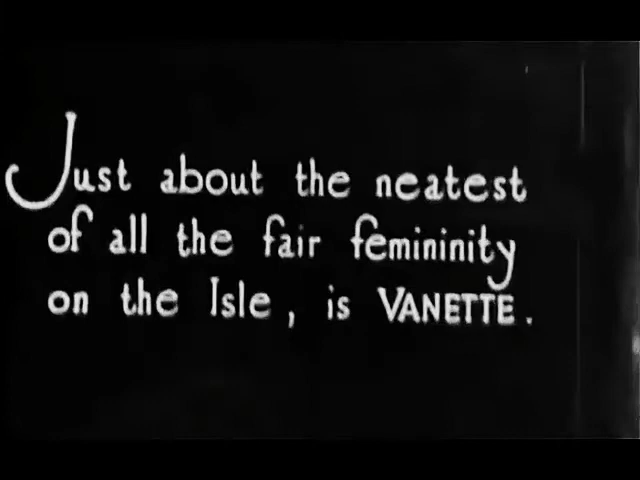 Just about the neatest
of all the fair femininity
on the Isle, is VANETTE.